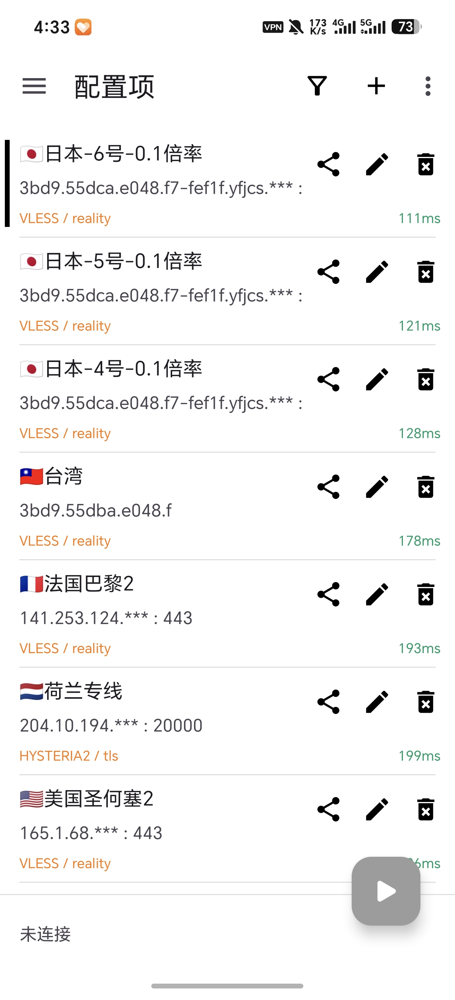 4:33
VPN 173 K/s 4G 5G 73
配置项
日本-6号-0.1倍率
3bd9.55dca.e048.f7-fef1f.yfjcs.*** :
VLESS / reality 111ms
日本-5号-0.1倍率
3bd9.55dca.e048.f7-fef1f.yfjcs.*** :
VLESS / reality 121ms
日本-4号-0.1倍率
3bd9.55dca.e048.f7-fef1f.yfjcs.*** :
VLESS / reality 128ms
台湾
3bd9.55dba.e048.f
VLESS / reality 178ms
法国巴黎2
141.253.124.*** : 443
VLESS / reality 193ms
荷兰专线
204.10.194.*** : 20000
HYSTERIA2 / tls 199ms
美国圣何塞2
165.1.68.*** : 443
VLESS / reality
未连接